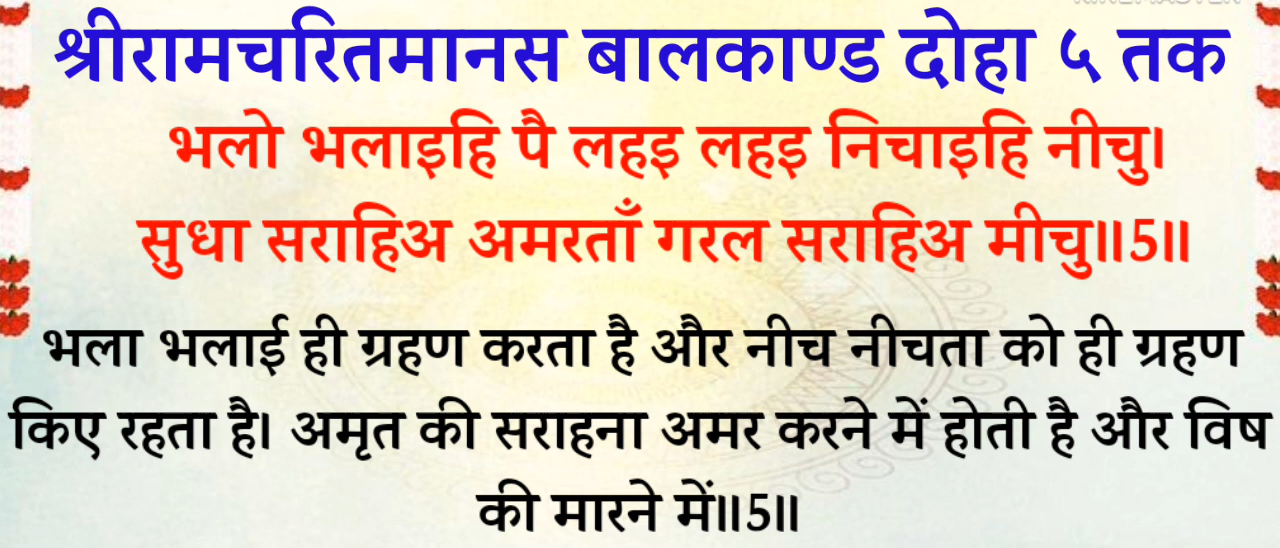 श्रीरामचरितमानस बालकाण्ड दोहा ५ तक
भलो भलाइहि पै लहइ लहइ निचाइहि नीचु।
सुधा सराहिअ अमरताँ गरल सराहिअ मीचु॥5॥
भला भलाई ही ग्रहण करता है और नीच नीचता को ही ग्रहण
किए रहता है। अमृत की सराहना अमर करने में होती है और विष
की मारने में॥5॥